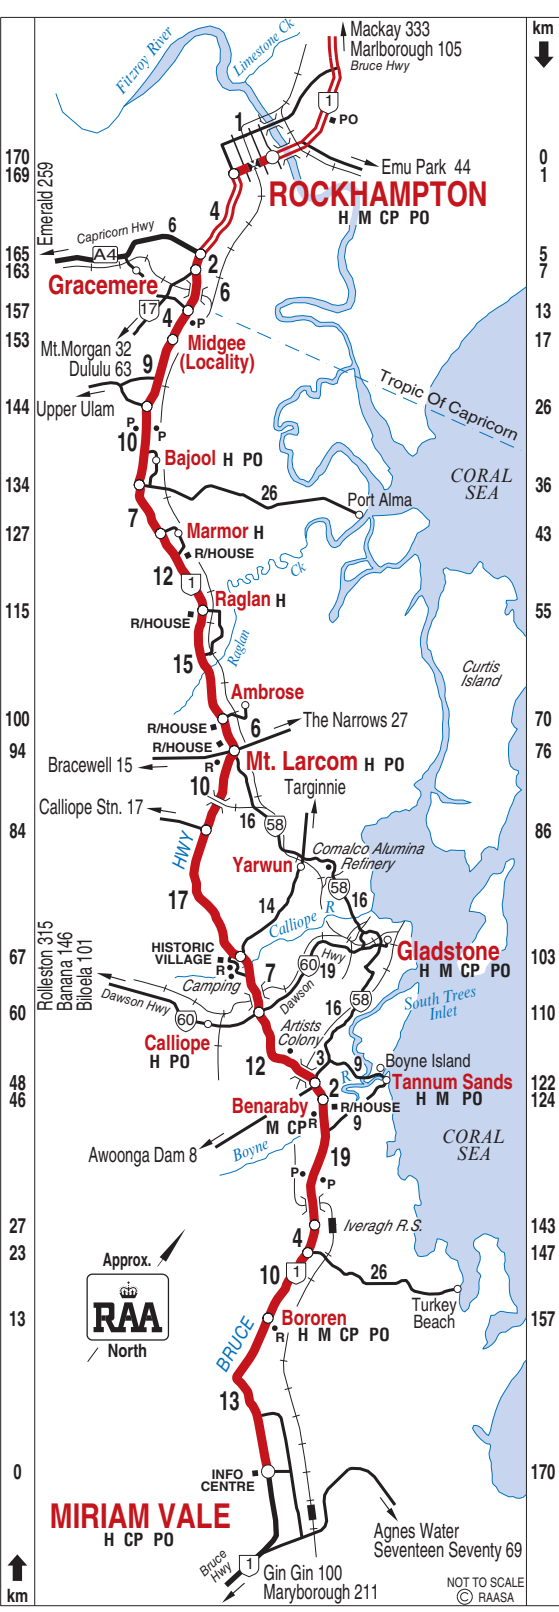 km
Mackay 333
Marlborough 105
Bruce Hwy
Fitzroy River
Limestone Ck
1
PO
1
170
0
169
1
Emu Park 44
ROCKHAMPTON
H M CP PO
Emerald 259
4
Capricorn Hwy
6
A4
165
5
163
2
7
Gracemere
6
17
157
4
P
13
153
Midgee
(Locality)
17
Mt.Morgan 32
Dululu 63
9
Tropic Of Capricorn
144
Upper Ulam
26
P
P
10
Bajool H PO
CORAL
SEA
134
26
36
Port Alma
7
127
Marmor H
43
R/HOUSE
12
Ck
1
115
Raglan H
55
R/HOUSE
Raglan
15
Curtis
Island
Ambrose
100
6
The Narrows 27
70
R/HOUSE
94
R/HOUSE
76
Bracewell 15
R
Mt. Larcom H PO
10
Targinnie
Calliope Stn. 17
16
58
84
86
HWY
Comalco Alumina
Refinery
Yarwun
58
17
14
16
Calliope R
HISTORIC
VILLAGE
67
Gladstone
103
H M CP PO
R
7
60
Hwy
19
Camping
Rolleston 315
Banana 146
Biloela 101
Dawson Hwy
Dawson
16
58
South Trees
Inlet
60
60
110
Artists
Colony
Calliope
H PO
12
3
9
Boyne Island
48
R
Tannum Sands
122
46
2
H M PO
124
Benaraby
R/HOUSE
M CP
R
9
Awoonga Dam 8
Boyne
19
CORAL
SEA
P
P
27
Iveragh R.S.
143
23
4
147
Approx.
10
1
26
RAA
North
13
Bororen
Turkey
Beach
157
BRUCE
R
H M CP PO
13
0
INFO
CENTRE
170
MIRIAM VALE
H CP PO
Agnes Water
Seventeen Seventy 69
Bruce
Hwy
1
Gin Gin 100
Maryborough 211
km
NOT TO SCALE
© RAASA